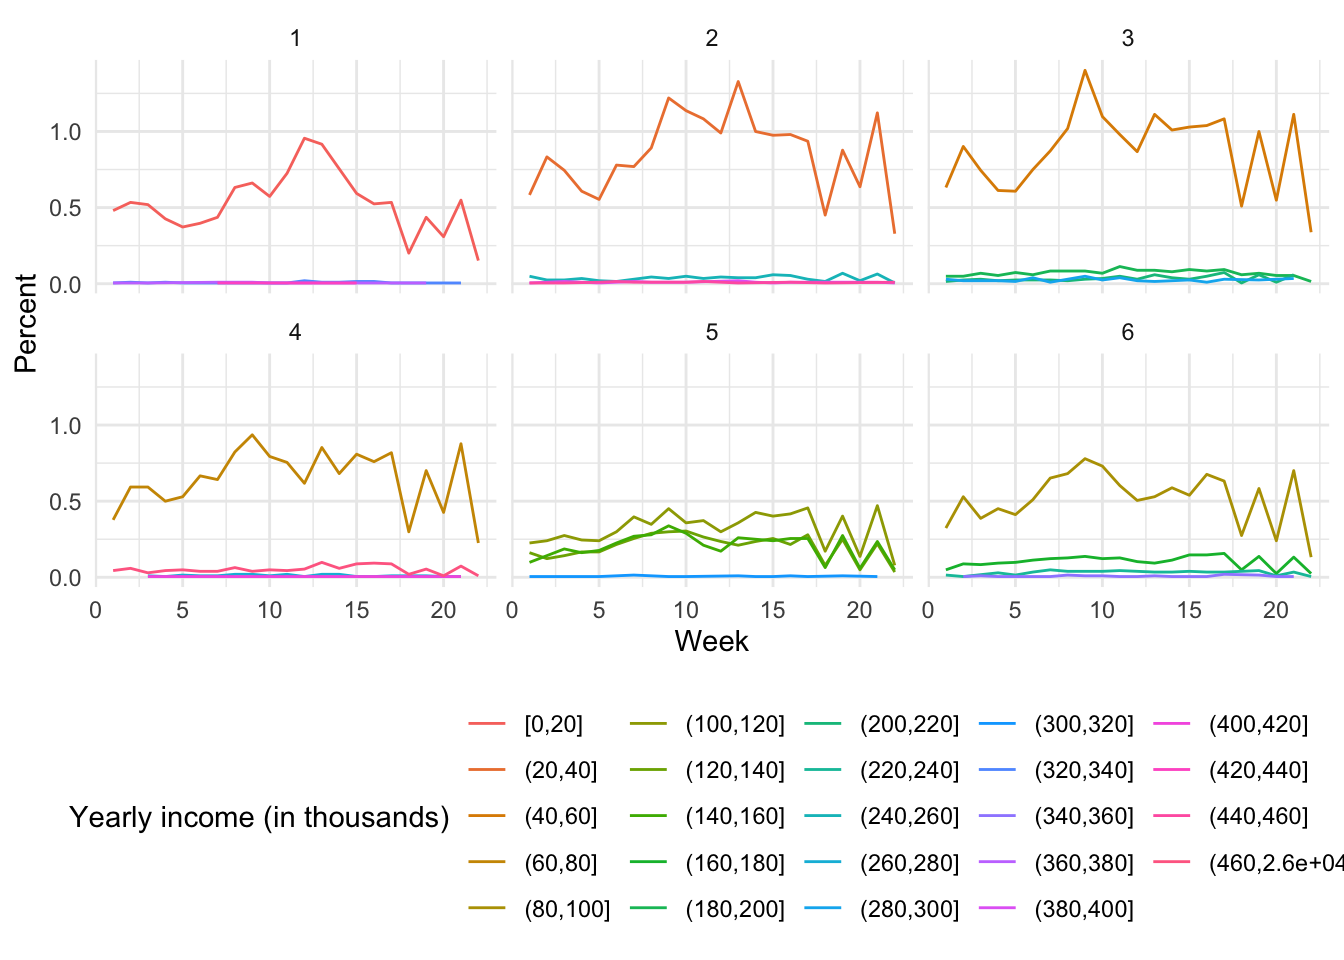 1 2 3
1.0
0.5
0.0
4 5 6
1.0
0.5
0.0
0 5 10 15 20 0 5 10 15 20 0 5 10 15 20
Percent
Week
Yearly income (in thousands)
[0,20] (100,120] (200,220] (300,320] (400,420]
(20,40] (120,140] (220,240] (320,340] (420,440]
(40,60] (140,160] (240,260] (340,360] (440,460]
(60,80] (160,180] (260,280] (360,380] (460,2.6e+04
(80,100] (180,200] (280,300] (380,400]